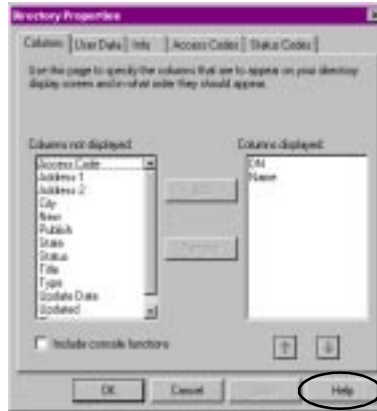 Directory Properties
Columns User Data Info Access Codes Status Codes
Use this page to specify the columns that are to appear on your directory
display screen and in what order they should appear.
Columns not displayed: Columns displayed:
Access Code
Address 1
Address 2
City
New
Publish
State
Status
Title
Type
Update Date
Updated
DN
Name
Remove
Include console functions
OK Cancel Help